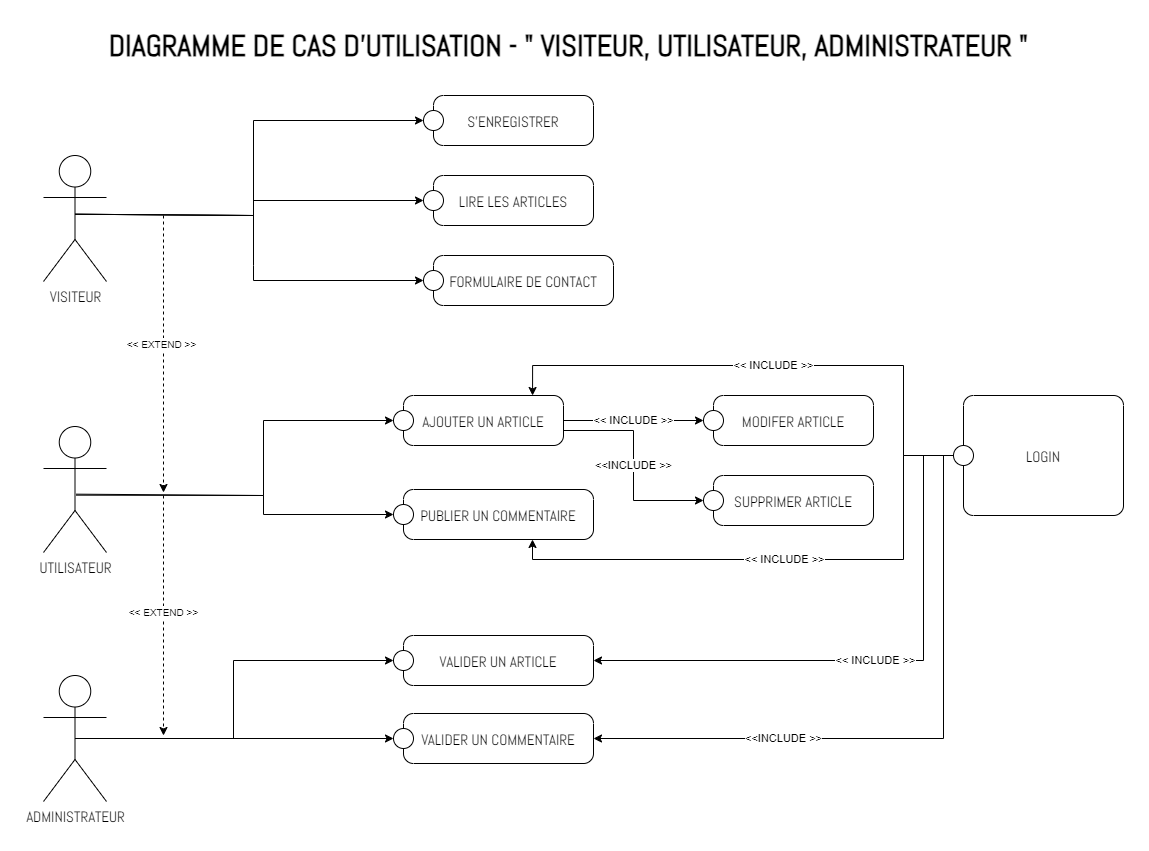 DIAGRAMME DE CAS D'UTILISATION - " VISITEUR, UTILISATEUR, ADMINISTRATEUR "
S'ENREGISTRER
LIRE LES ARTICLES
FORMULAIRE DE CONTACT
VISITEUR
<< EXTEND >>
<< INCLUDE >>
AJOUTER UN ARTICLE
<< INCLUDE >>
MODIFER ARTICLE
LOGIN
<<INCLUDE >>
SUPPRIMER ARTICLE
PUBLIER UN COMMENTAIRE
<< INCLUDE >>
UTILISATEUR
<< EXTEND >>
VALIDER UN ARTICLE
<< INCLUDE >>
VALIDER UN COMMENTAIRE
<<INCLUDE >>
ADMINISTRATEUR